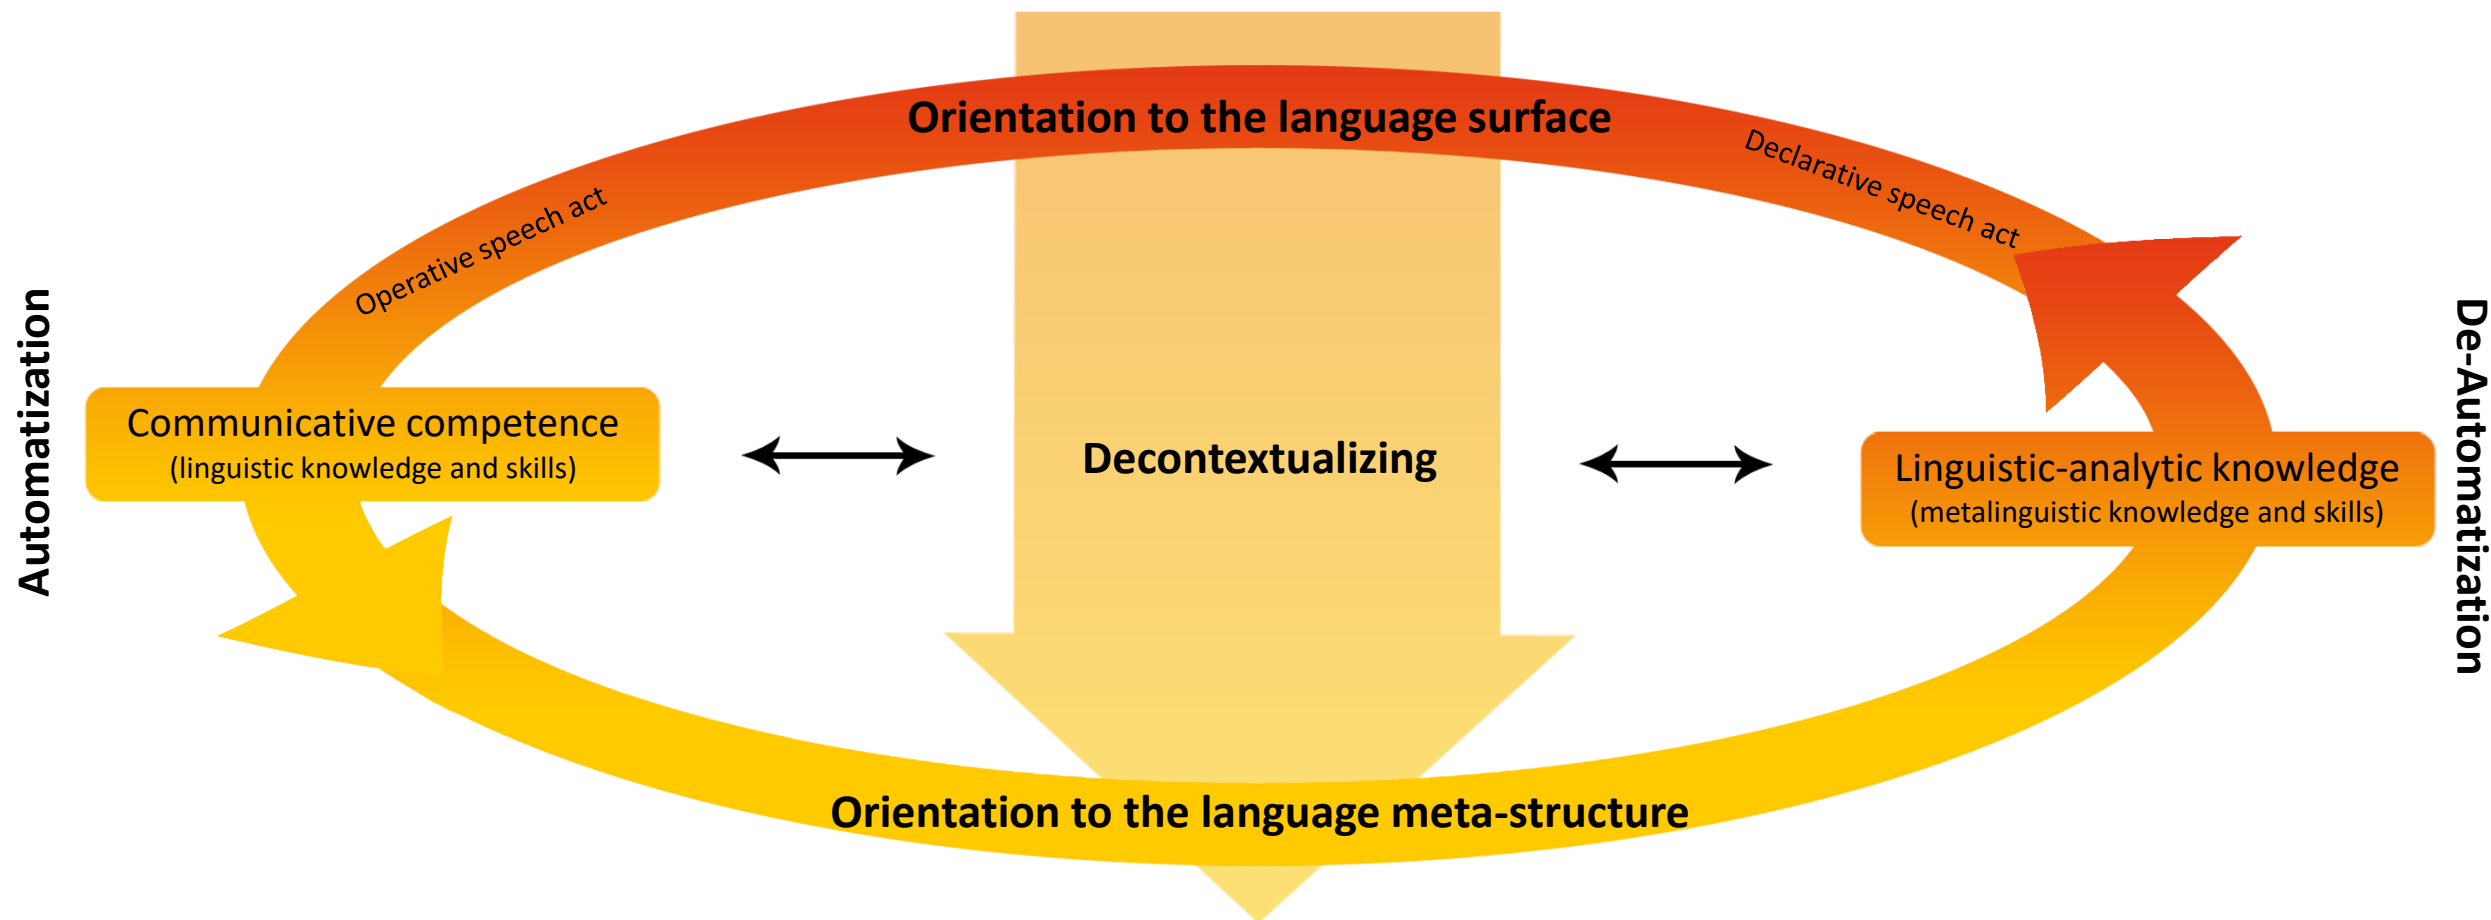 Orientation to the language surface
Operative speech act
Declarative speech act
Automatization
Communicative competence
(linguistic knowledge and skills)
Decontextualizing
Linguistic-analytic knowledge
(metalinguistic knowledge and skills)
De-Automatization
Orientation to the language meta-structure